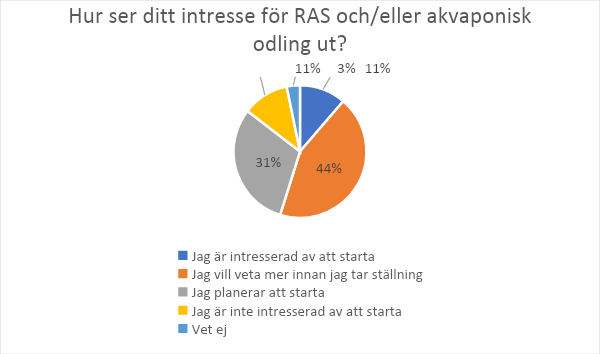 Hur ser ditt intresse för RAS och/eller akvaponisk
odling ut?
11% 3% 11%
31%
44%
Jag är intresserad av att starta
Jag vill veta mer innan jag tar ställning
Jag planerar att starta
Jag är inte intresserad av att starta
Vet ej